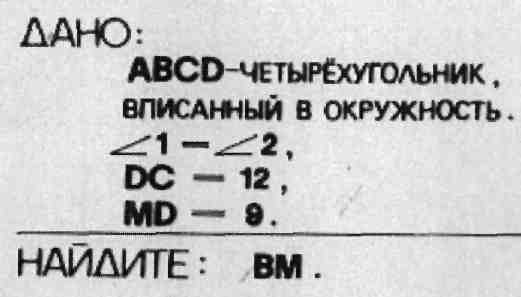 ДАНО:
ABCD-ЧЕТЫРЁХУГОЛЬНИК,
ВПИСАННЫЙ В ОКРУЖНОСТЬ.
∠1 — ∠2,
DC — 12,
MD — 9.
НАЙДИТЕ: BM.